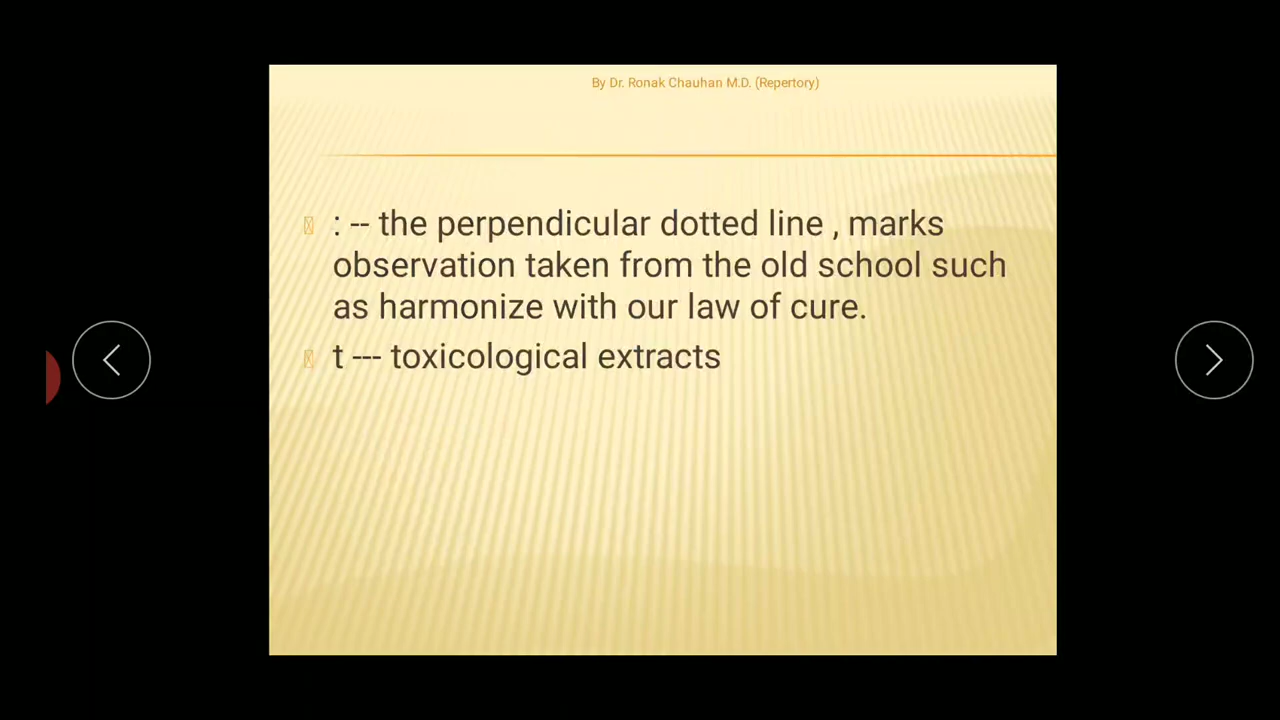 By Dr. Ronak Chauhan M.D. (Repertory)
: -- the perpendicular dotted line , marks
observation taken from the old school such
as harmonize with our law of cure.
t --- toxicological extracts